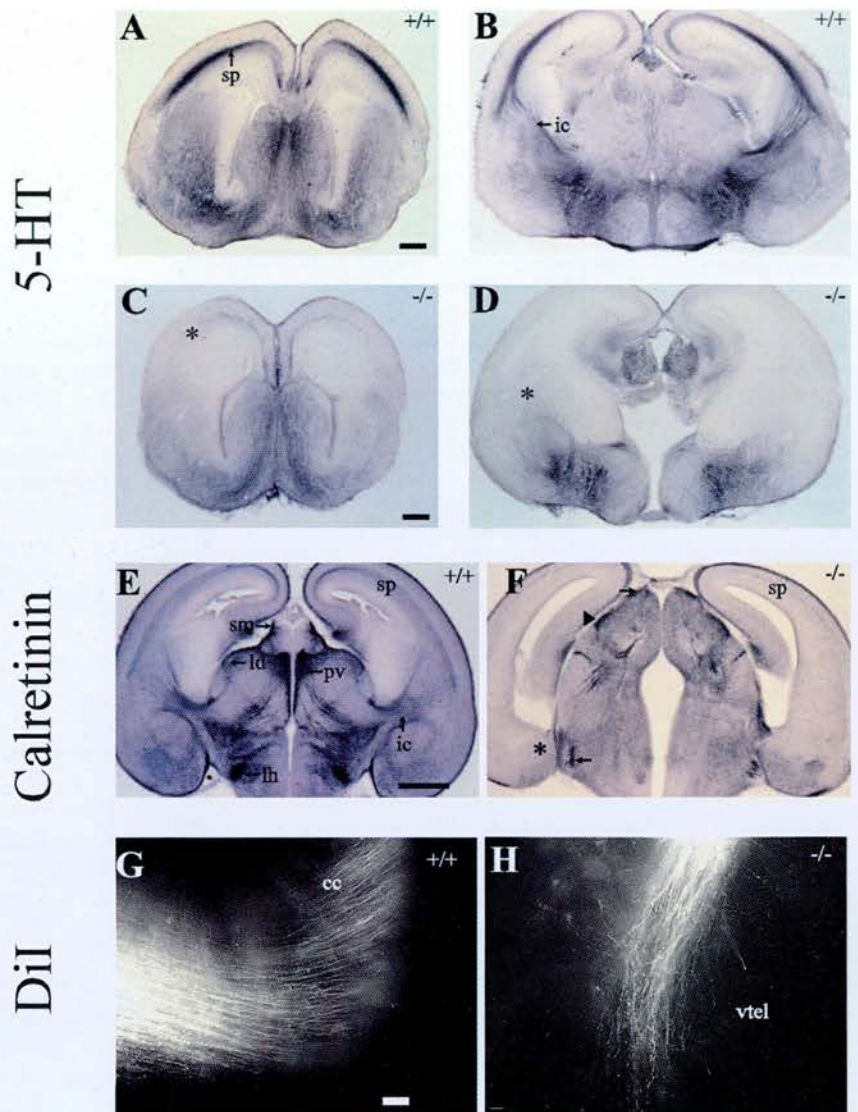 5-HT
A
+/+
sp
B
+/+
ic
C
-/-
*
D
-/-
*
Calretinin
E
+/+
sp
sm
ld
pv
ic
lh
F
-/-
sp
*
DiI
G
+/+
cc
H
-/-
vtel